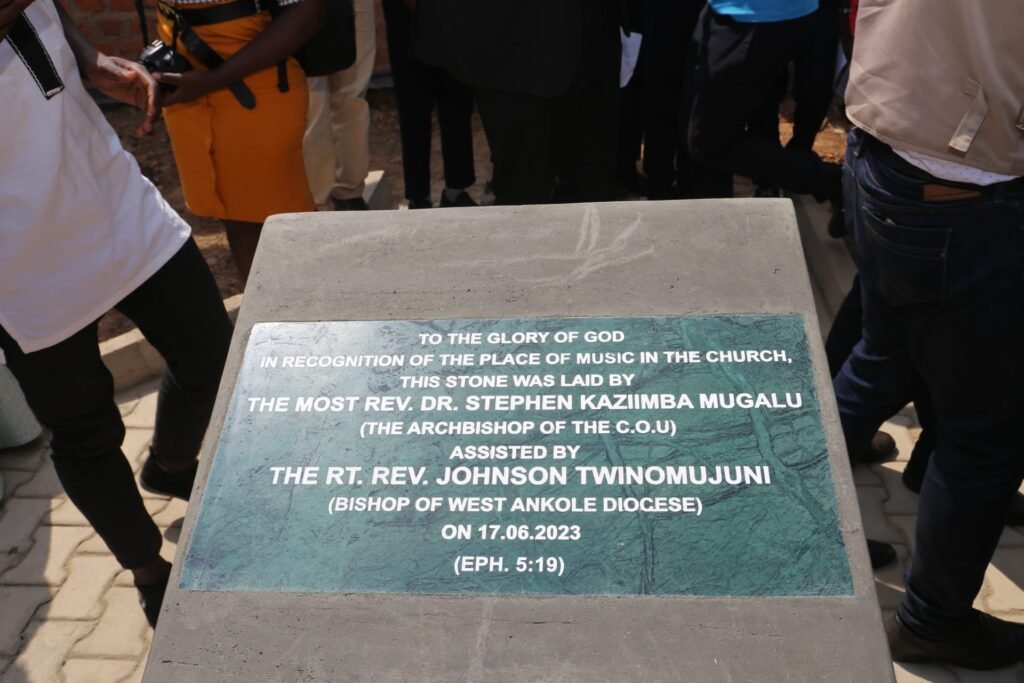 TO THE GLORY OF GOD
IN RECOGNITION OF THE PLACE OF MUSIC IN THE CHURCH,
THIS STONE WAS LAID BY
THE MOST REV. DR. STEPHEN KAZIIMBA MUGALU
(THE ARCHBISHOP OF THE C.O.U)
ASSISTED BY
THE RT. REV. JOHNSON TWINOMUJUNI
(BISHOP OF WEST ANKOLE DIOCESE)
ON 17.06.2023
(EPH. 5:19)